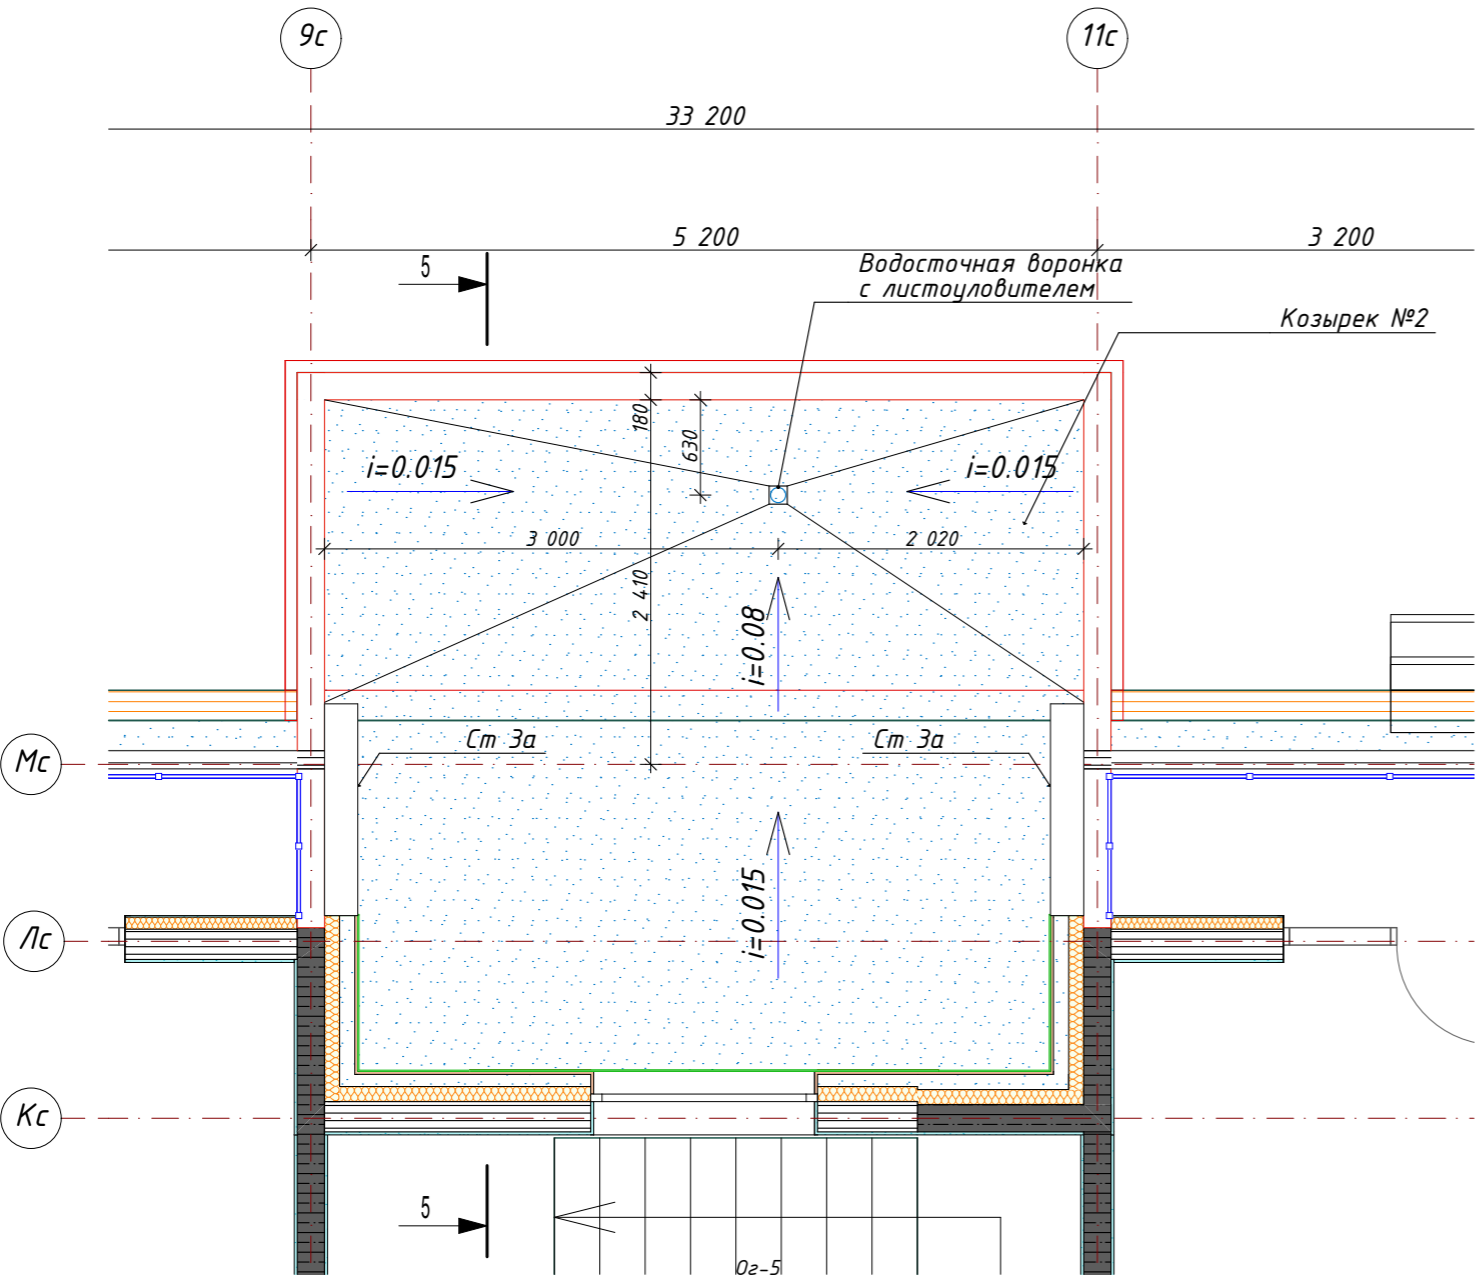 9с
11с
33 200
5 200
3 200
5
Водосточная воронка
с листоуловителем
Козырек №2
180
630
i=0.015
i=0.015
3 000
2 020
2 410
i=0.08
Ст 3а
Ст 3а
Мс
i=0.015
Лс
Кс
5
Ог-5